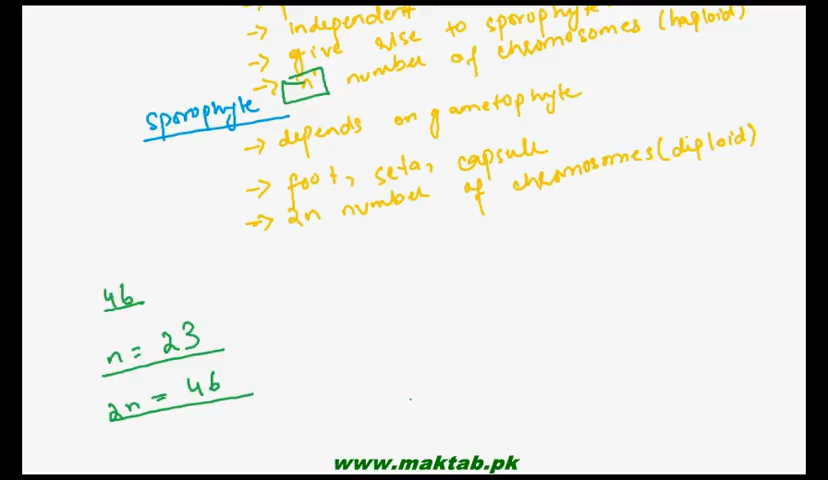 -> independent
-> give rise to sporophyte
-> 'n' number of chromosomes (haploid)
sporophyte
-> depends on gametophyte
-> foot, seta, capsule
-> 2n number of chromosomes (diploid)
46
n = 23
2n = 46
www.maktab.pk